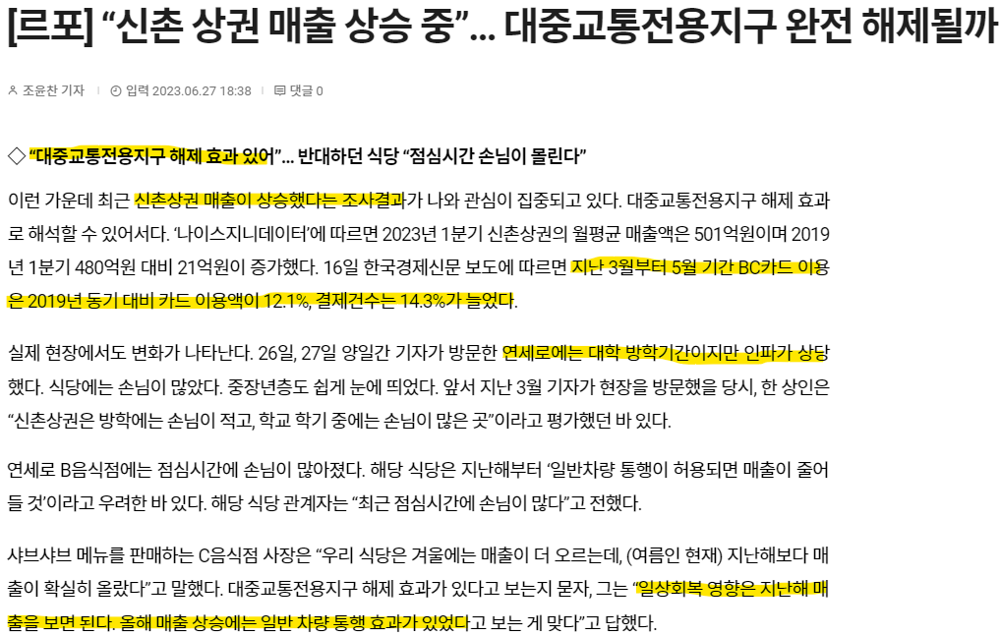 [르포] “신촌 상권 매출 상승 중”... 대중교통전용지구 완전 해제될까
조윤찬 기자 | 입력 2023.06.27 18:38 | 댓글 0
◇ “대중교통전용지구 해제 효과 있어”... 반대하던 식당 “점심시간 손님이 몰린다”
이런 가운데 최근 신촌상권 매출이 상승했다는 조사결과가 나와 관심이 집중되고 있다. 대중교통전용지구 해제 효과
로 해석할 수 있어서다. ‘나이스지니데이터’에 따르면 2023년 1분기 신촌상권의 월평균 매출액은 501억원이며 2019
년 1분기 480억원 대비 21억원이 증가했다. 16일 한국경제신문 보도에 따르면 지난 3월부터 5월 기간 BC카드 이용
은 2019년 동기 대비 카드 이용액이 12.1%, 결제건수는 14.3%가 늘었다.
실제 현장에서도 변화가 나타난다. 26일, 27일 양일간 기자가 방문한 연세로에는 대학 방학기간이지만 인파가 상당
했다. 식당에는 손님이 많았다. 중장년층도 쉽게 눈에 띄었다. 앞서 지난 3월 기자가 현장을 방문했을 당시, 한 상인은
“신촌상권은 방학에는 손님이 적고, 학교 학기 중에는 손님이 많은 곳”이라고 평가했던 바 있다.
연세로 B음식점에는 점심시간에 손님이 많아졌다. 해당 식당은 지난해부터 ‘일반차량 통행이 허용되면 매출이 줄어
들 것’이라고 우려한 바 있다. 해당 식당 관계자는 “최근 점심시간에 손님이 많다”고 전했다.
샤브샤브 메뉴를 판매하는 C음식점 사장은 “우리 식당은 겨울에는 매출이 더 오르는데, (여름인 현재) 지난해보다 매
출이 확실히 올랐다”고 말했다. 대중교통전용지구 해제 효과가 있다고 보는지 묻자, 그는 “일상회복 영향은 지난해 매
출을 보면 된다. 올해 매출 상승에는 일반 차량 통행 효과가 있었다고 보는 게 맞다”고 답했다.